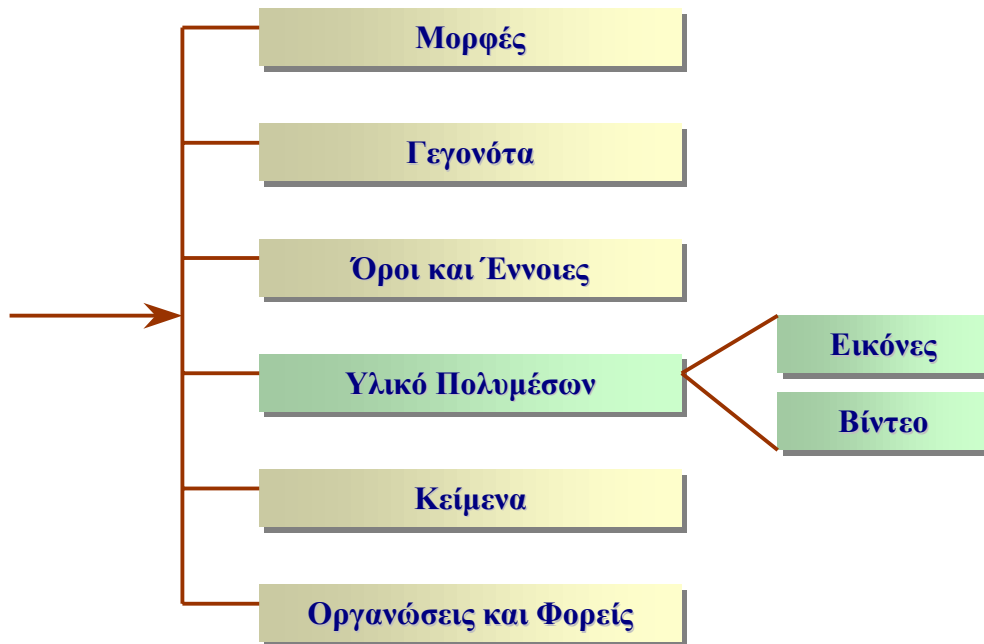 Μορφές
Γεγονότα
Όροι και Έννοιες
Υλικό Πολυμέσων
Εικόνες
Βίντεο
Κείμενα
Οργανώσεις και Φορείς